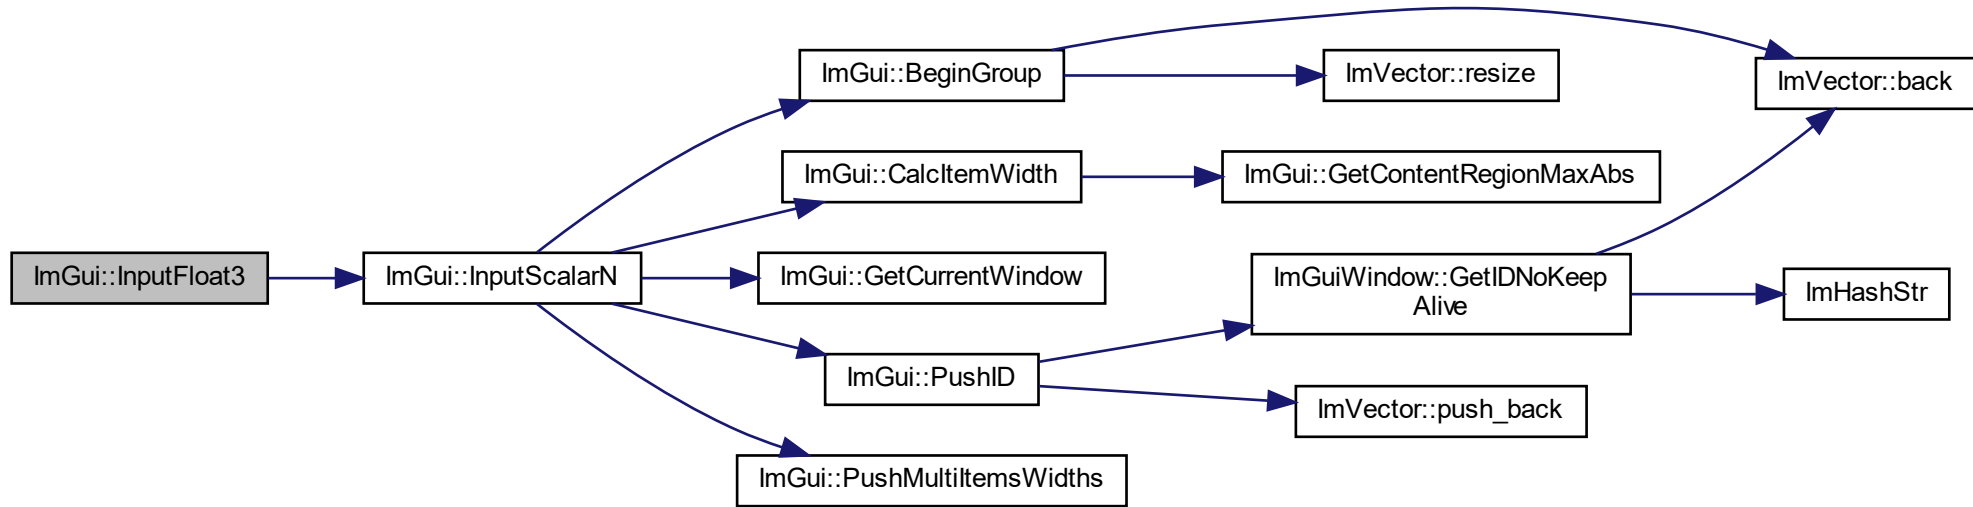 ImGui::InputFloat3
ImGui::InputScalarN
ImGui::BeginGroup
ImVector::resize
ImVector::back
ImGui::CalcItemWidth
ImGui::GetContentRegionMaxAbs
ImGui::GetCurrentWindow
ImGuiWindow::GetIDNoKeep
Alive
ImHashStr
ImGui::PushID
ImVector::push_back
ImGui::PushMultiItemsWidths